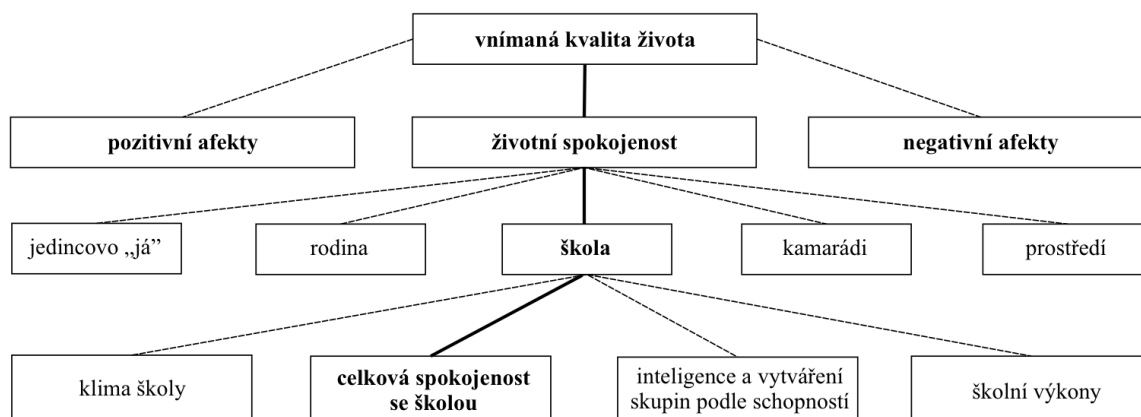 vnímaná kvalita života
pozitivní afekty
životní spokojenost
negativní afekty
jedincovo „já”
rodina
škola
kamarádi
prostředí
klima školy
celková spokojenost
se školou
inteligence a vytváření
skupin podle schopností
školní výkony